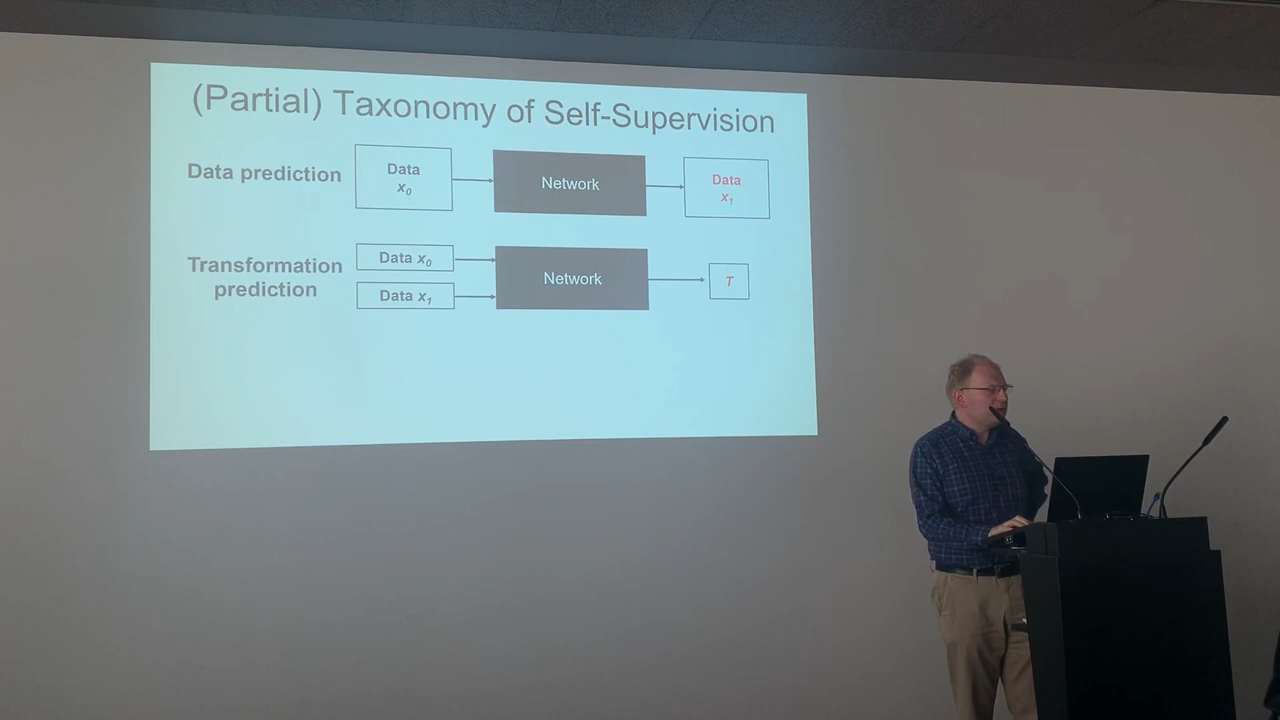 (Partial) Taxonomy of Self-Supervision
Data prediction
Data
x0
Network
Data
x1
Transformation
prediction
Data x0
Data x1
Network
T